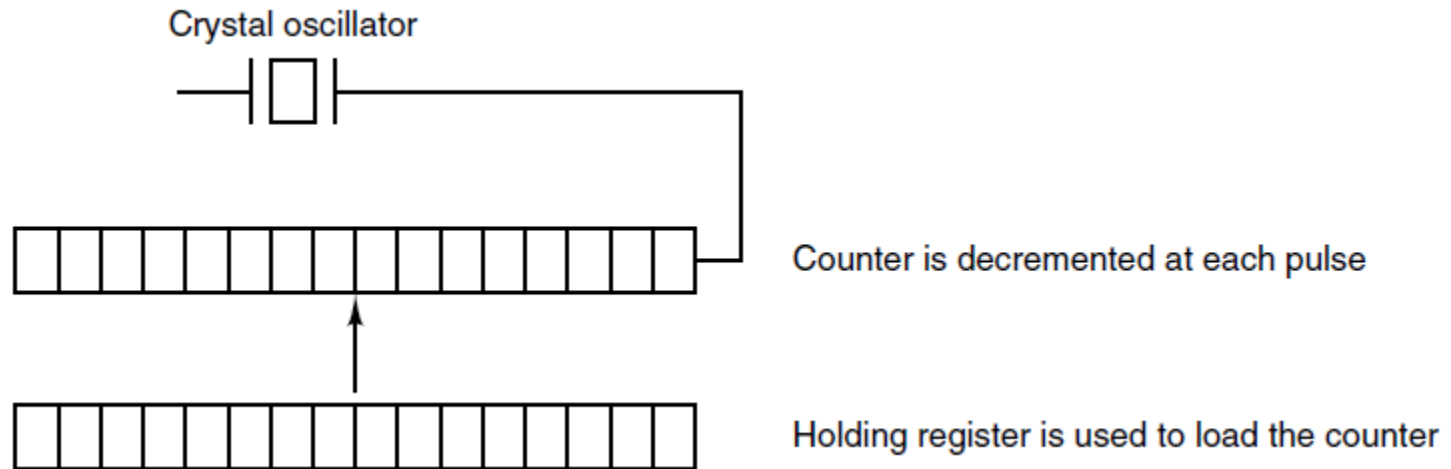 Crystal oscillator
Counter is decremented at each pulse
Holding register is used to load the counter